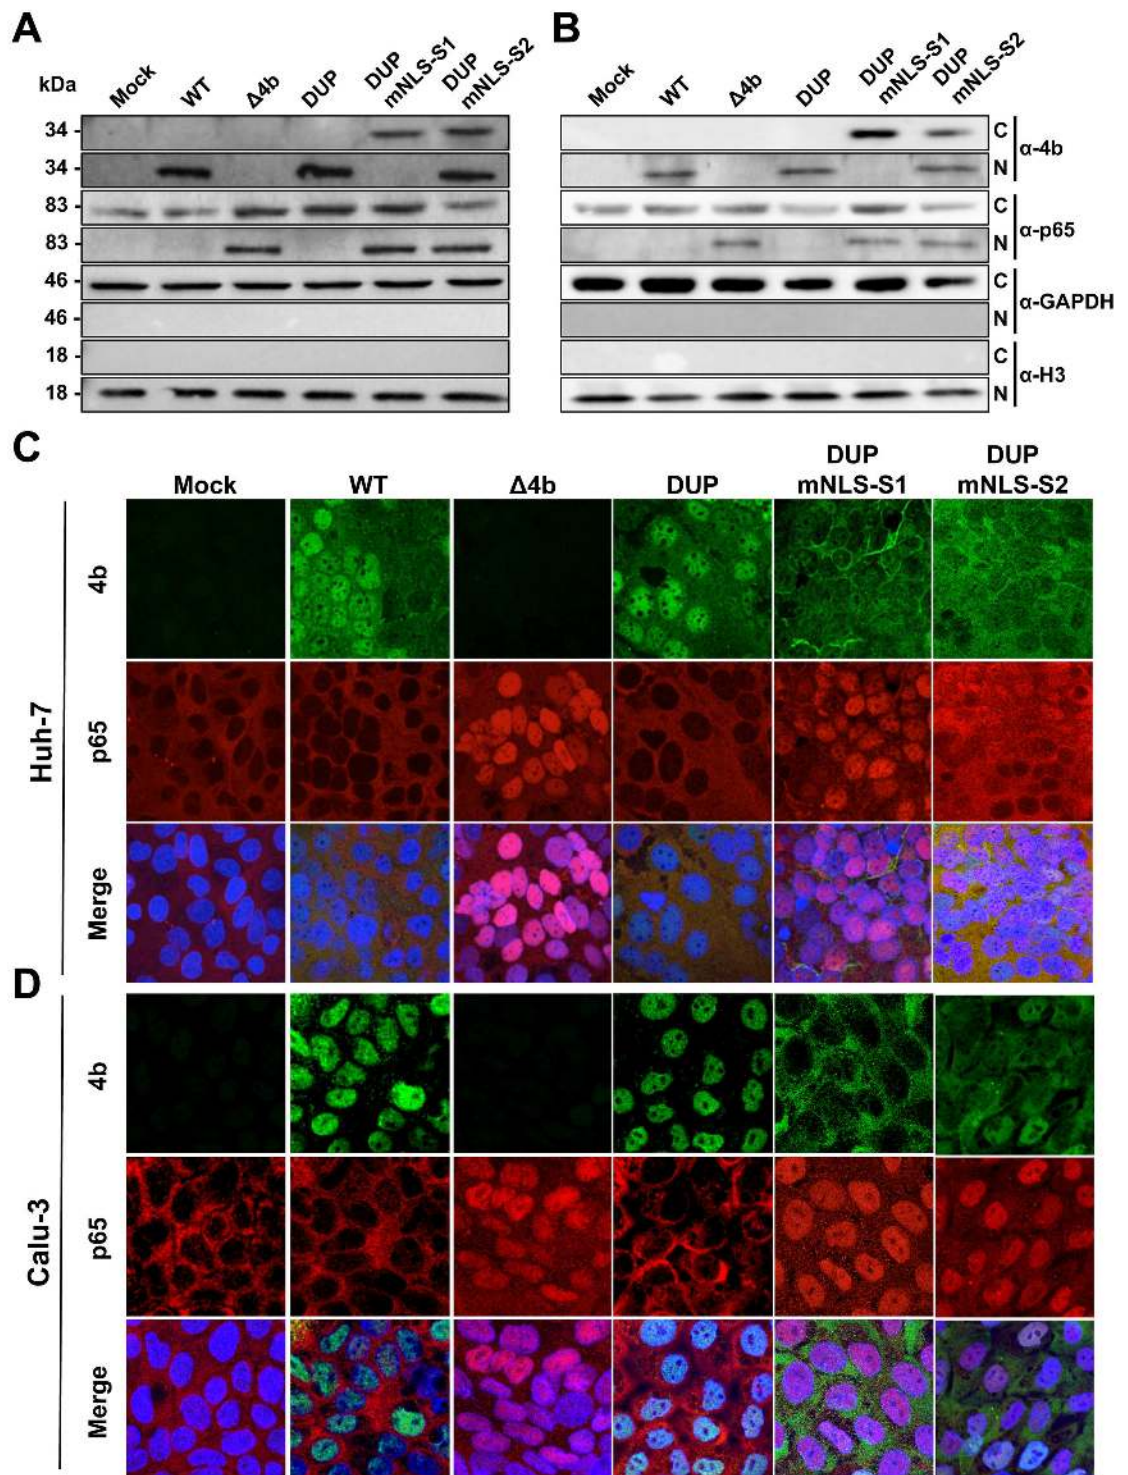 A
B
kDa
Mock
WT
Δ4b
DUP
DUP
mNLS-S1
DUP
mNLS-S2
Mock
WT
Δ4b
DUP
DUP
mNLS-S1
DUP
mNLS-S2
34 -
34 -
83 -
83 -
46 -
46 -
18 -
18 -
C
N
α-4b
C
N
α-p65
C
N
α-GAPDH
C
N
α-H3
C
Mock
WT
Δ4b
DUP
DUP
mNLS-S1
DUP
mNLS-S2
Huh-7
4b
p65
Merge
D
Calu-3
4b
p65
Merge